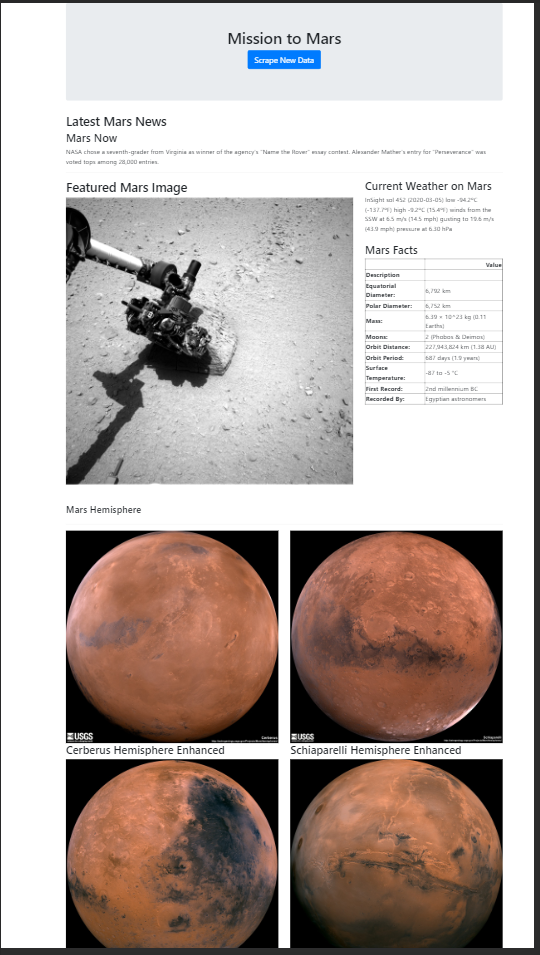 Mission to Mars
Scrape New Data
Latest Mars News
Mars Now
NASA chose a seventh-grader from Virginia as winner of the agency's "Name the Rover" essay contest. Alexander Mather's entry for "Perseverance" was
voted tops among 28,000 entries.
Featured Mars Image
Current Weather on Mars
InSight sol 452 (2020-03-05) low -94.2ºC
(-137.7ºF) high -9.2ºC (15.4ºF) winds from the
SSW at 6.5 m/s (14.5 mph) gusting to 19.6 m/s
(43.9 mph) pressure at 6.30 hPa
Mars Facts
Value
Description
Equatorial
Diameter:
6,792 km
Polar Diameter: 6,752 km
Mass:
6.39 × 10^23 kg (0.11
Earths)
Moons: 2 (Phobos & Deimos)
Orbit Distance: 227,943,824 km (1.38 AU)
Orbit Period: 687 days (1.9 years)
Surface
Temperature:
-87 to -5 °C
First Record: 2nd millennium BC
Recorded By: Egyptian astronomers
Mars Hemisphere
USGS
Cerberus
USGS
Schiaparelli
Cerberus Hemisphere Enhanced
Schiaparelli Hemisphere Enhanced